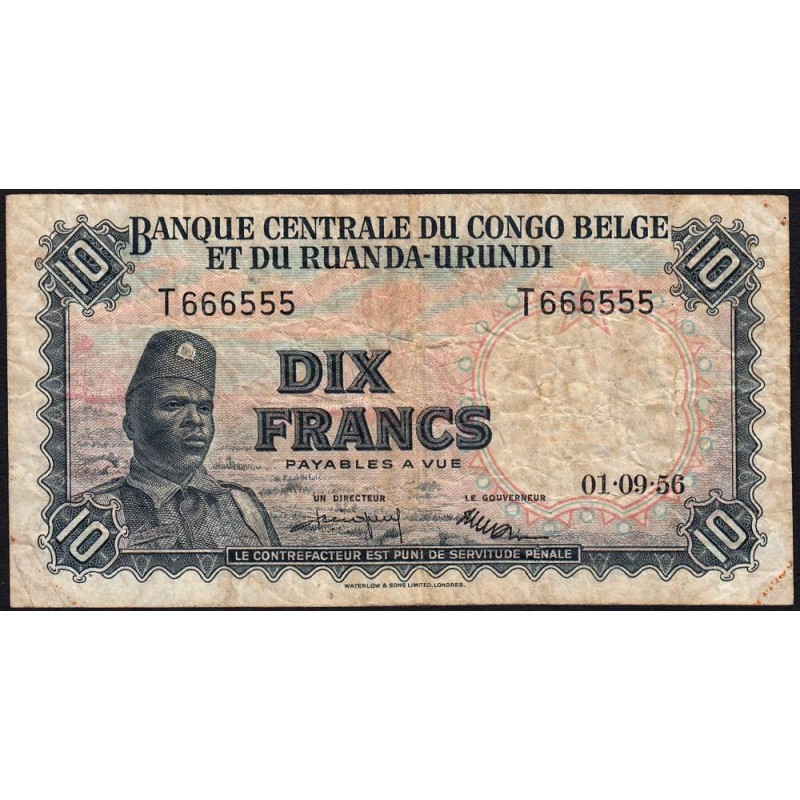 BANQUE CENTRALE DU CONGO BELGE
ET DU RUANDA-URUNDI
10 10
T666555 T666555
DIX
FRANCS
PAYABLES A VUE
01·09·56
UN DIRECTEUR LE GOUVERNEUR
10 10
LE CONTREFACTEUR EST PUNI DE SERVITUDE PÉNALE
WATERLOW & SONS LIMITED, LONDRES.